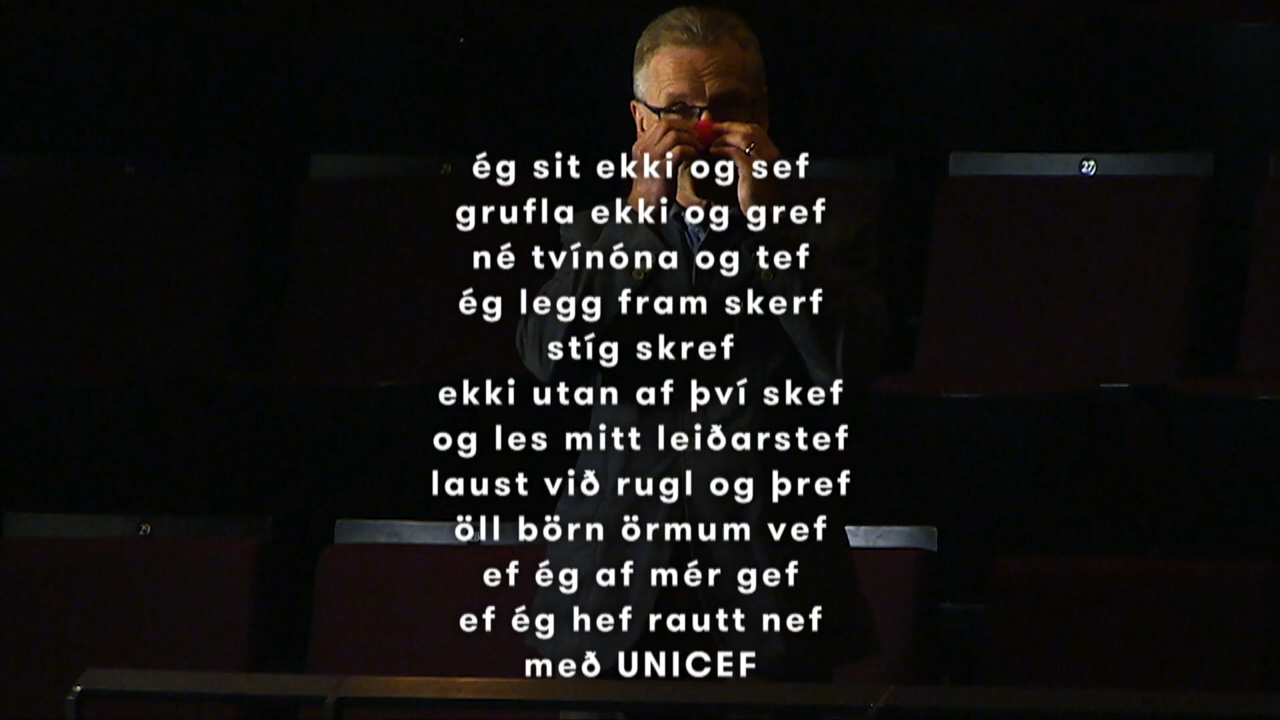 27
ég sit ekki og sef
grufla ekki og gref
né tvínóna og tef
ég legg fram skerf
stíg skref
ekki utan af því skef
og les mitt leiðarstef
laust við rugl og þref
öll börn örmum vef
ef ég af mér gef
ef ég hef rautt nef
með UNICEF
29